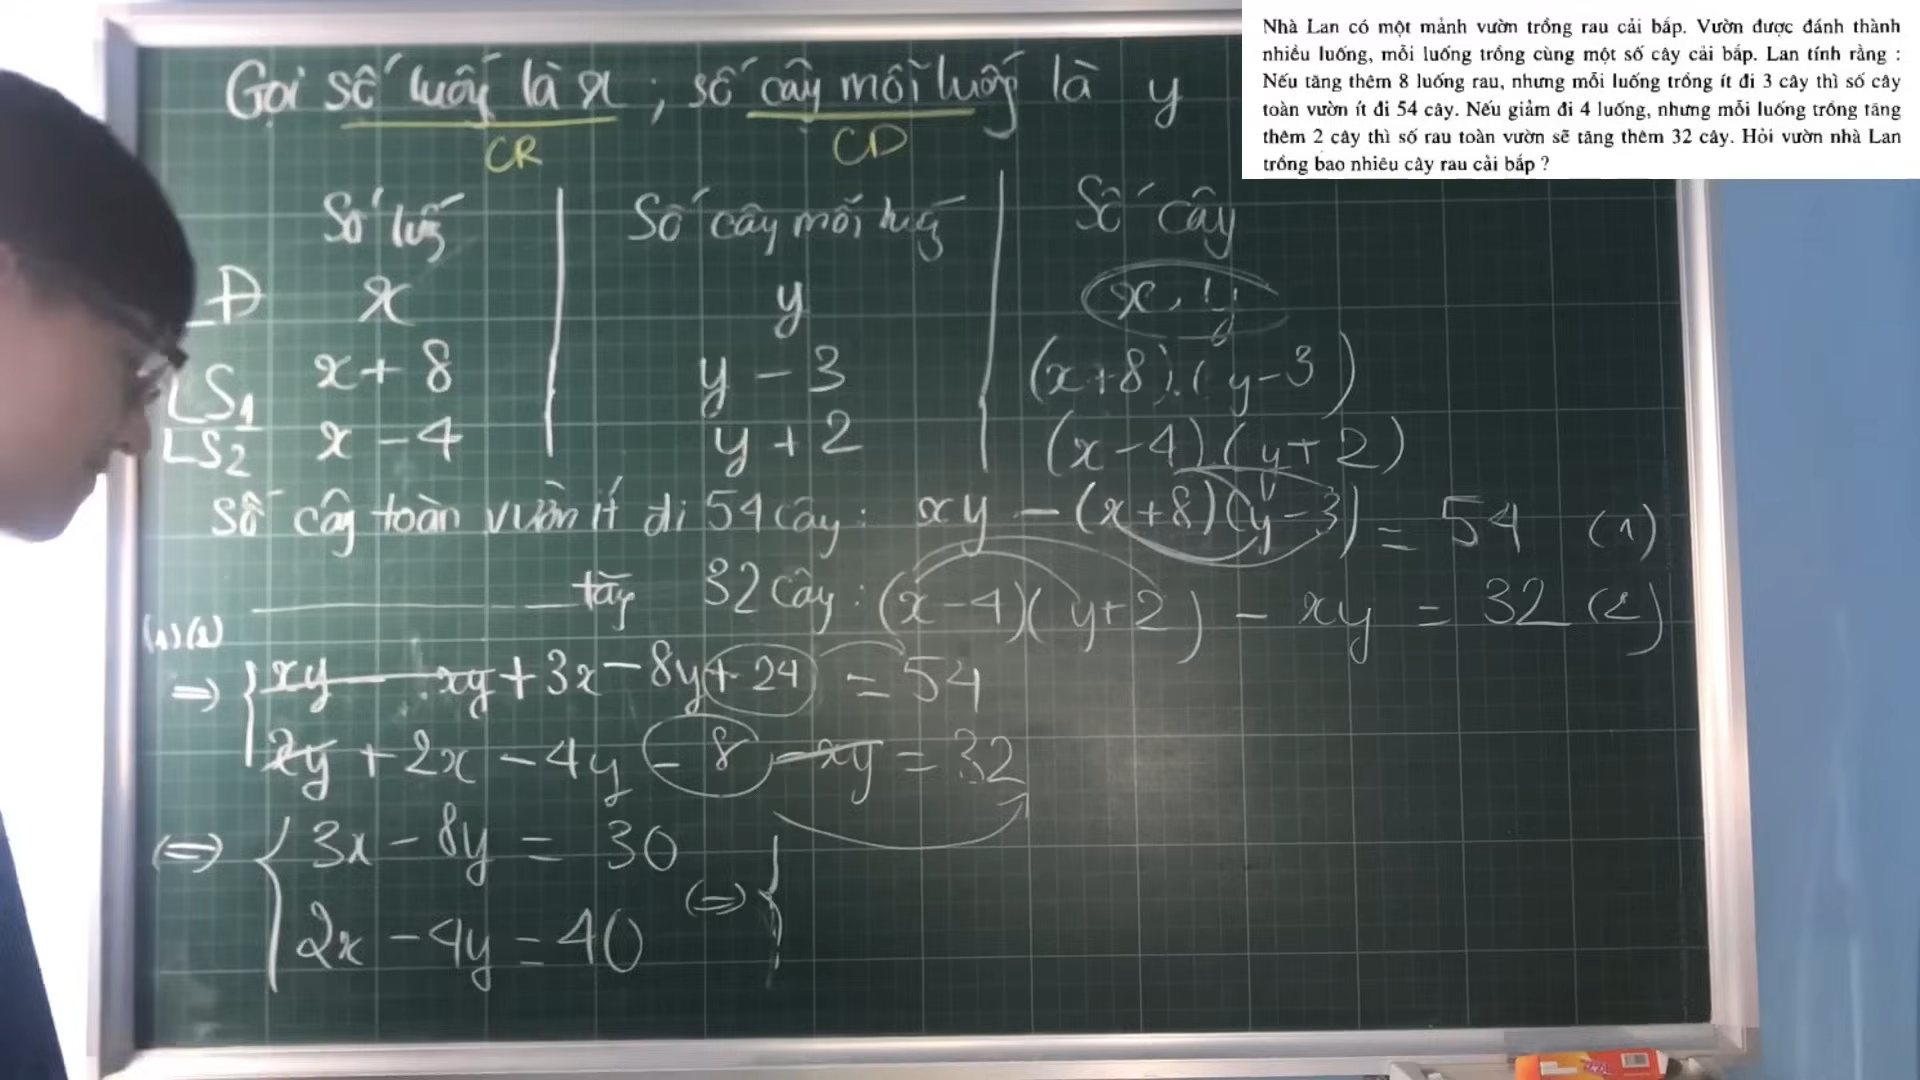 Nhà Lan có một mảnh vườn trồng rau cải bắp. Vườn được đánh thành
nhiều luống, mỗi luống trồng cùng một số cây cải bắp. Lan tính rằng :
Nếu tăng thêm 8 luống rau, nhưng mỗi luống trồng ít đi 3 cây thì số cây
toàn vườn ít đi 54 cây. Nếu giảm đi 4 luống, nhưng mỗi luống trồng tăng
thêm 2 cây thì số rau toàn vườn sẽ tăng thêm 32 cây. Hỏi vườn nhà Lan
trồng bao nhiêu cây rau cải bắp ?
Gọi số luống là x ; số cây mỗi luống là y
CR CD
Số luống Số cây mỗi luống Số cây
LĐ x y x . y
LS1 x + 8 y - 3 (x+8).(y-3)
LS2 x - 4 y + 2 (x-4)(y+2)
Số cây toàn vườn ít đi 54 cây : xy - (x+8)(y-3) = 54 (1)
tăng 32 cây : (x-4)(y+2) - xy = 32 (2)
(1)(2)
⇒ { xy - xy + 3x - 8y + 24 = 54
xy + 2x - 4y - 8 - xy = 32
⇔ { 3x - 8y = 30
2x - 4y = 40 ⇔ {